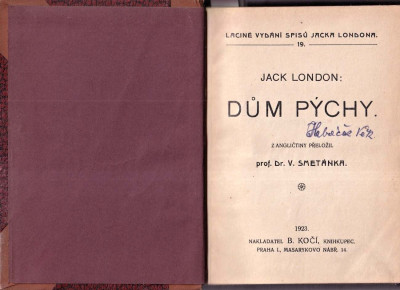 LACINÉ VYDÁNÍ SPISŮ JACKA LONDONA.
19.
JACK LONDON:
DŮM PÝCHY.
Z ANGLIČTINY PŘELOŽIL
prof. Dr. V. SMETÁNKA.
1923.
NAKLADATEL B. KOČÍ, KNIHKUPEC.
PRAHA I., MASARYKOVO NÁBŘ. 14.